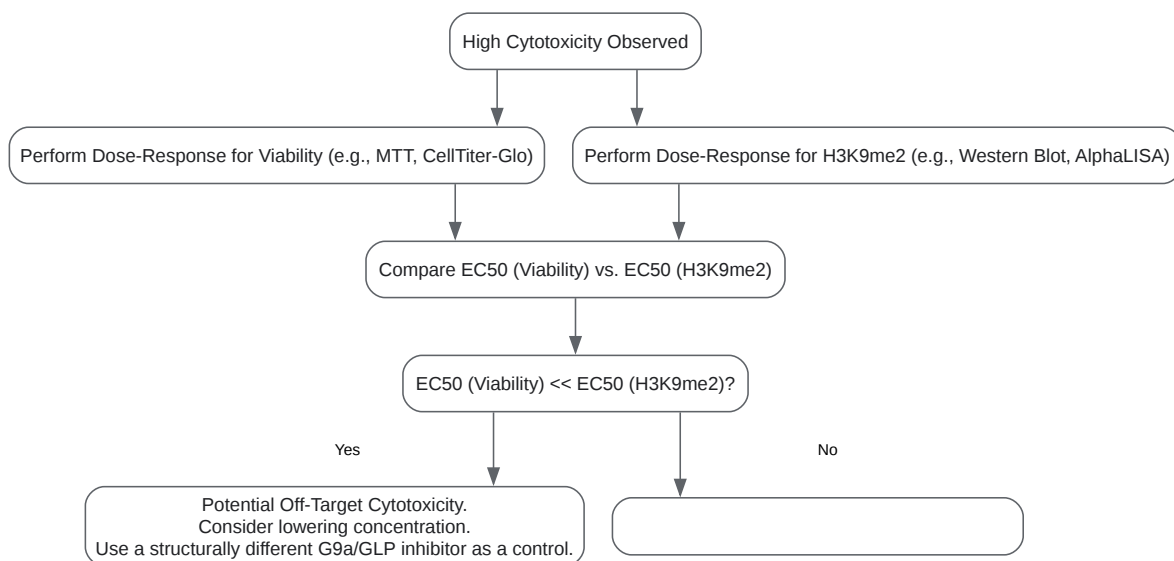 High Cytotoxicity Observed
Perform Dose-Response for Viability (e.g., MTT, CellTiter-Glo)
Perform Dose-Response for H3K9me2 (e.g., Western Blot, AlphaLISA)
Compare EC50 (Viability) vs. EC50 (H3K9me2)
EC50 (Viability) << EC50 (H3K9me2)?
Yes
No
Potential Off-Target Cytotoxicity.
Consider lowering concentration.
Use a structurally different G9a/GLP inhibitor as a control.